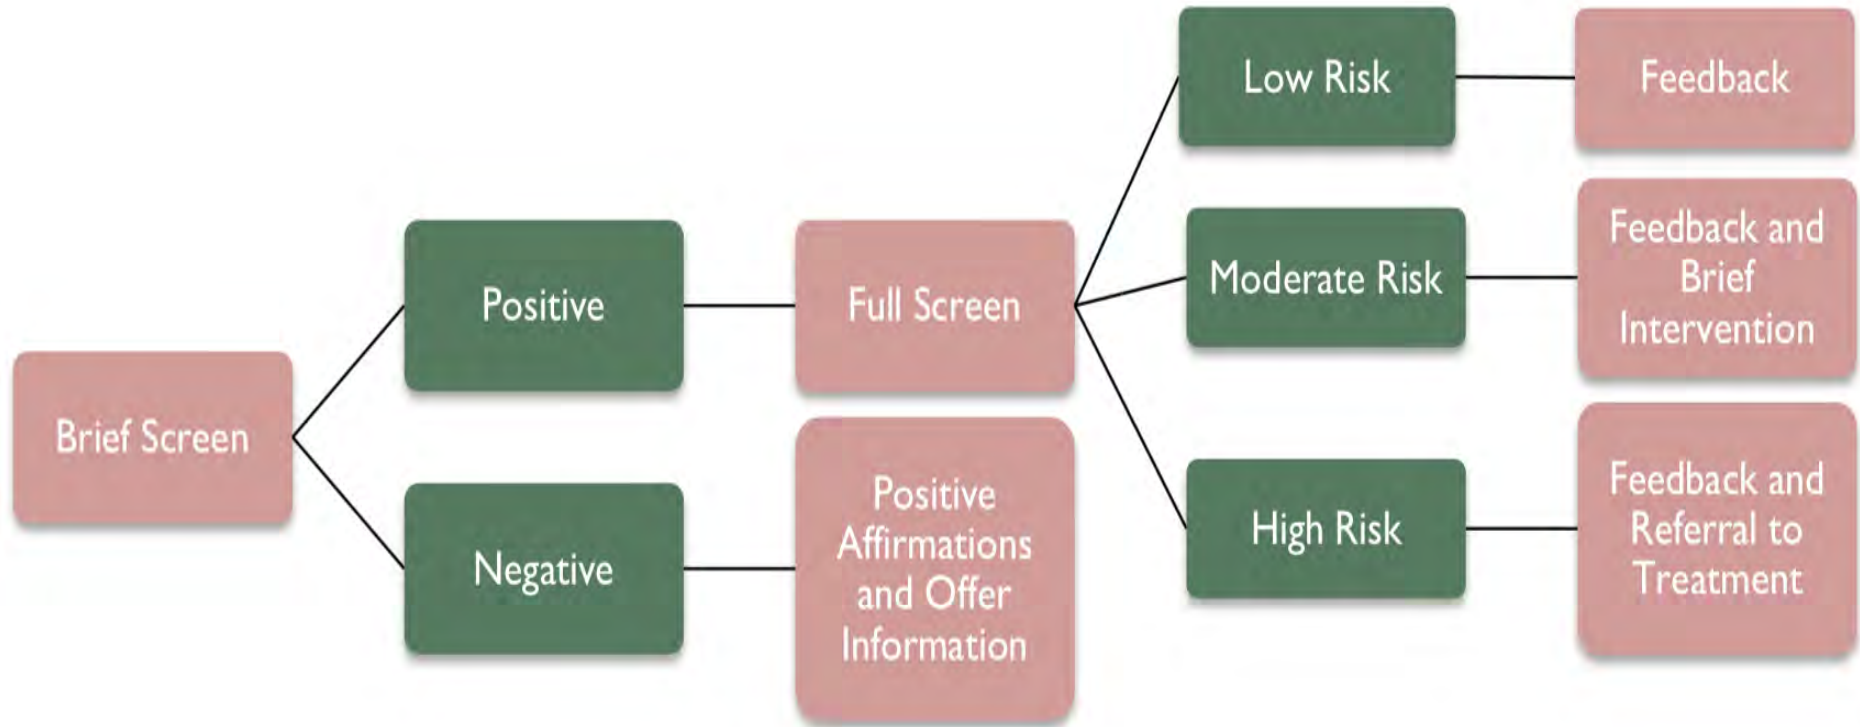 Brief Screen
Positive
Negative
Full Screen
Positive
Affirmations
and Offer
Information
Low Risk
Moderate Risk
High Risk
Feedback
Feedback and
Brief
Intervention
Feedback and
Referral to
Treatment